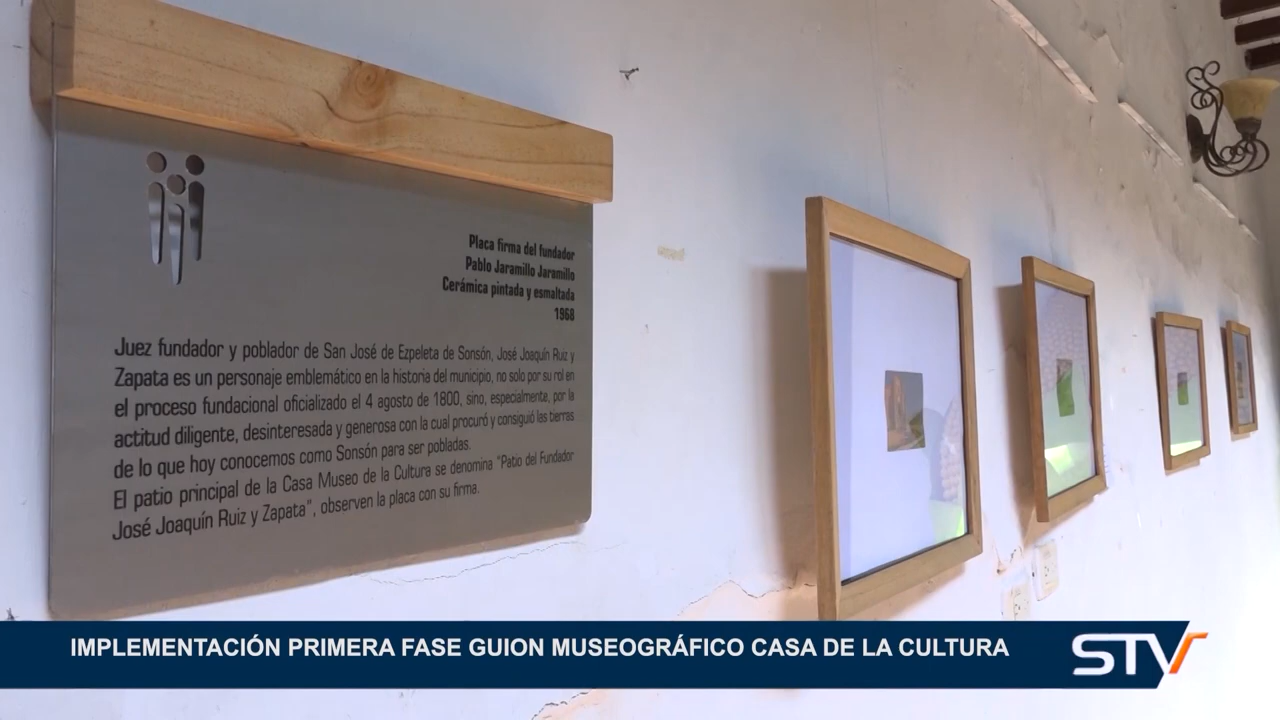 Placa firma del fundador
Pablo Jaramillo Jaramillo
Cerámica pintada y esmaltada
1968
Juez fundador y poblador de San José de Ezpeleta de Sonsón, José Joaquín Ruiz y
Zapata es un personaje emblemático en la historia del municipio, no solo por su rol en
el proceso fundacional oficializado el 4 agosto de 1800, sino, especialmente, por la
actitud diligente, desinteresada y generosa con la cual procuró y consiguió las tierras
de lo que hoy conocemos como Sonsón para ser pobladas.
El patio principal de la Casa Museo de la Cultura se denomina "Patio del Fundador
José Joaquín Ruiz y Zapata", observen la placa con su firma.
IMPLEMENTACIÓN PRIMERA FASE GUION MUSEOGRÁFICO CASA DE LA CULTURA
STV